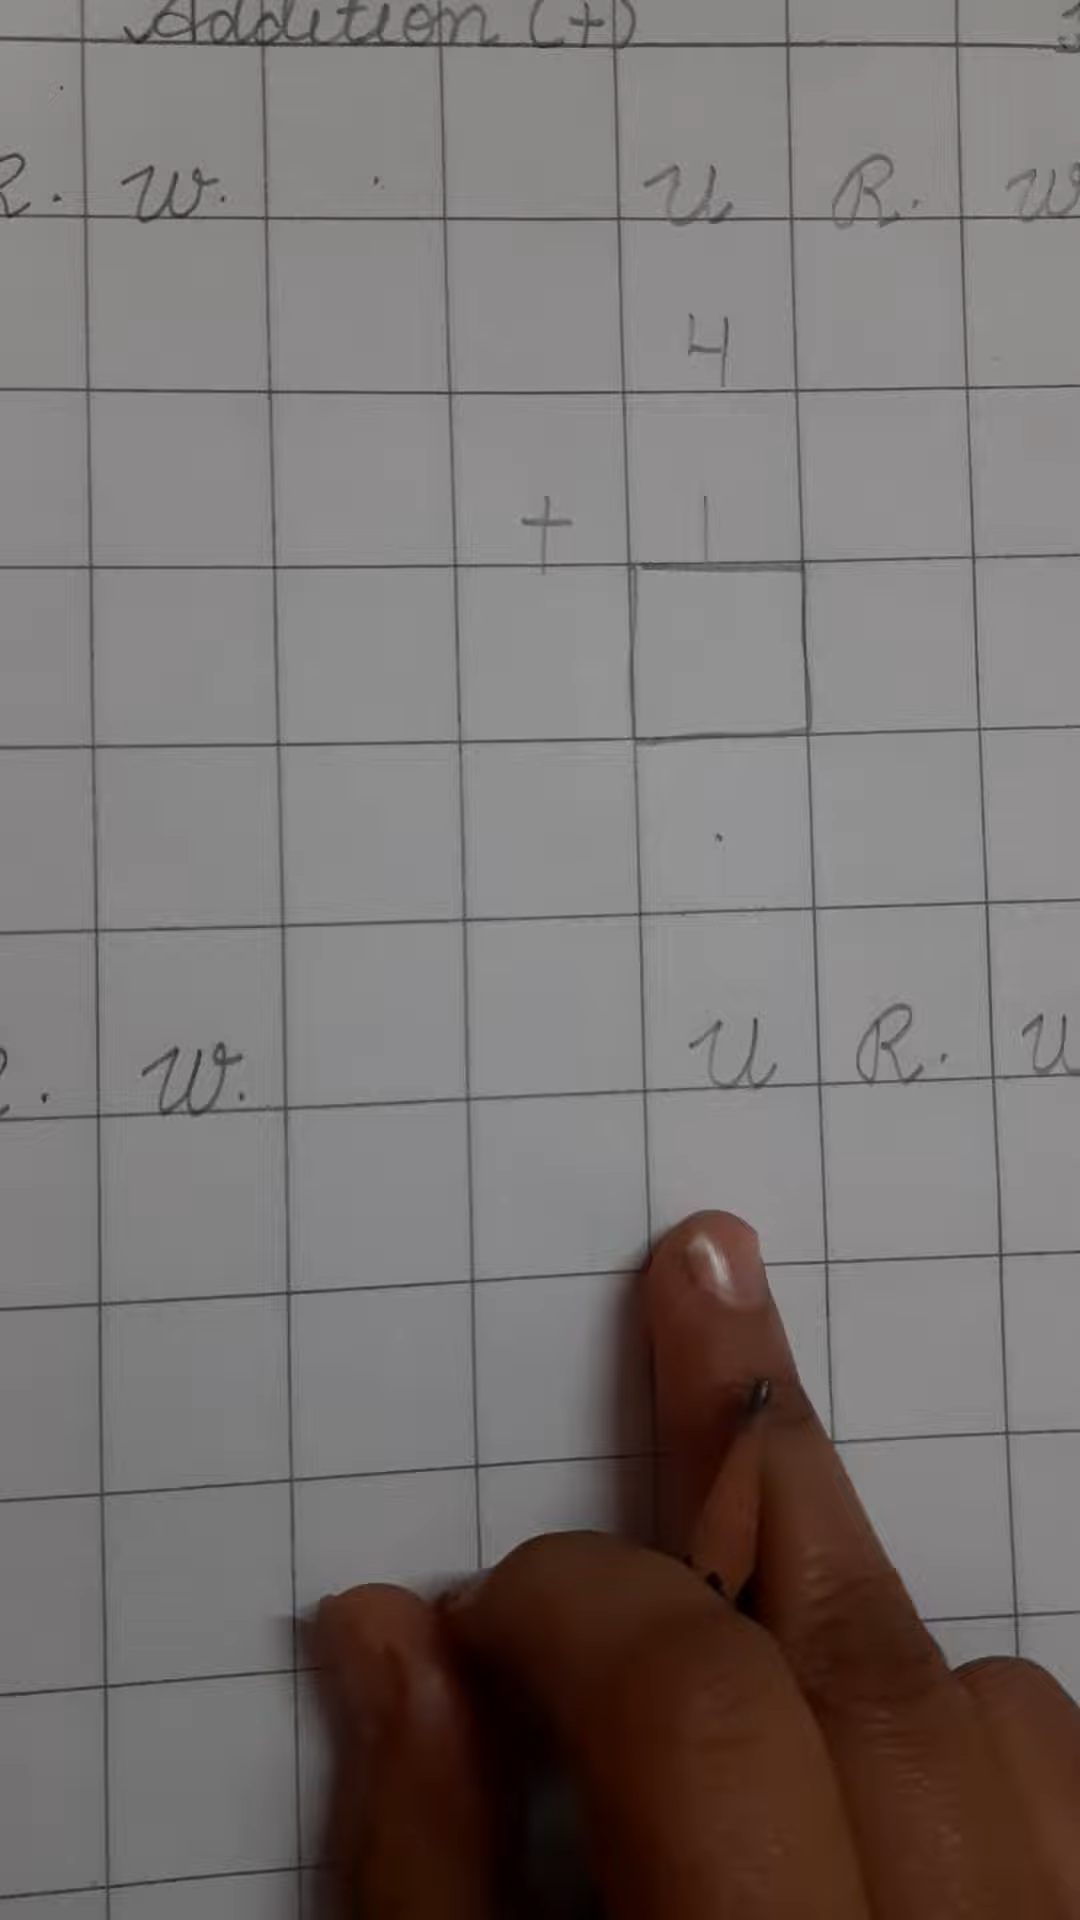 Addition (+)
R. W. U R. W
4
+ 1
. W. U R. U